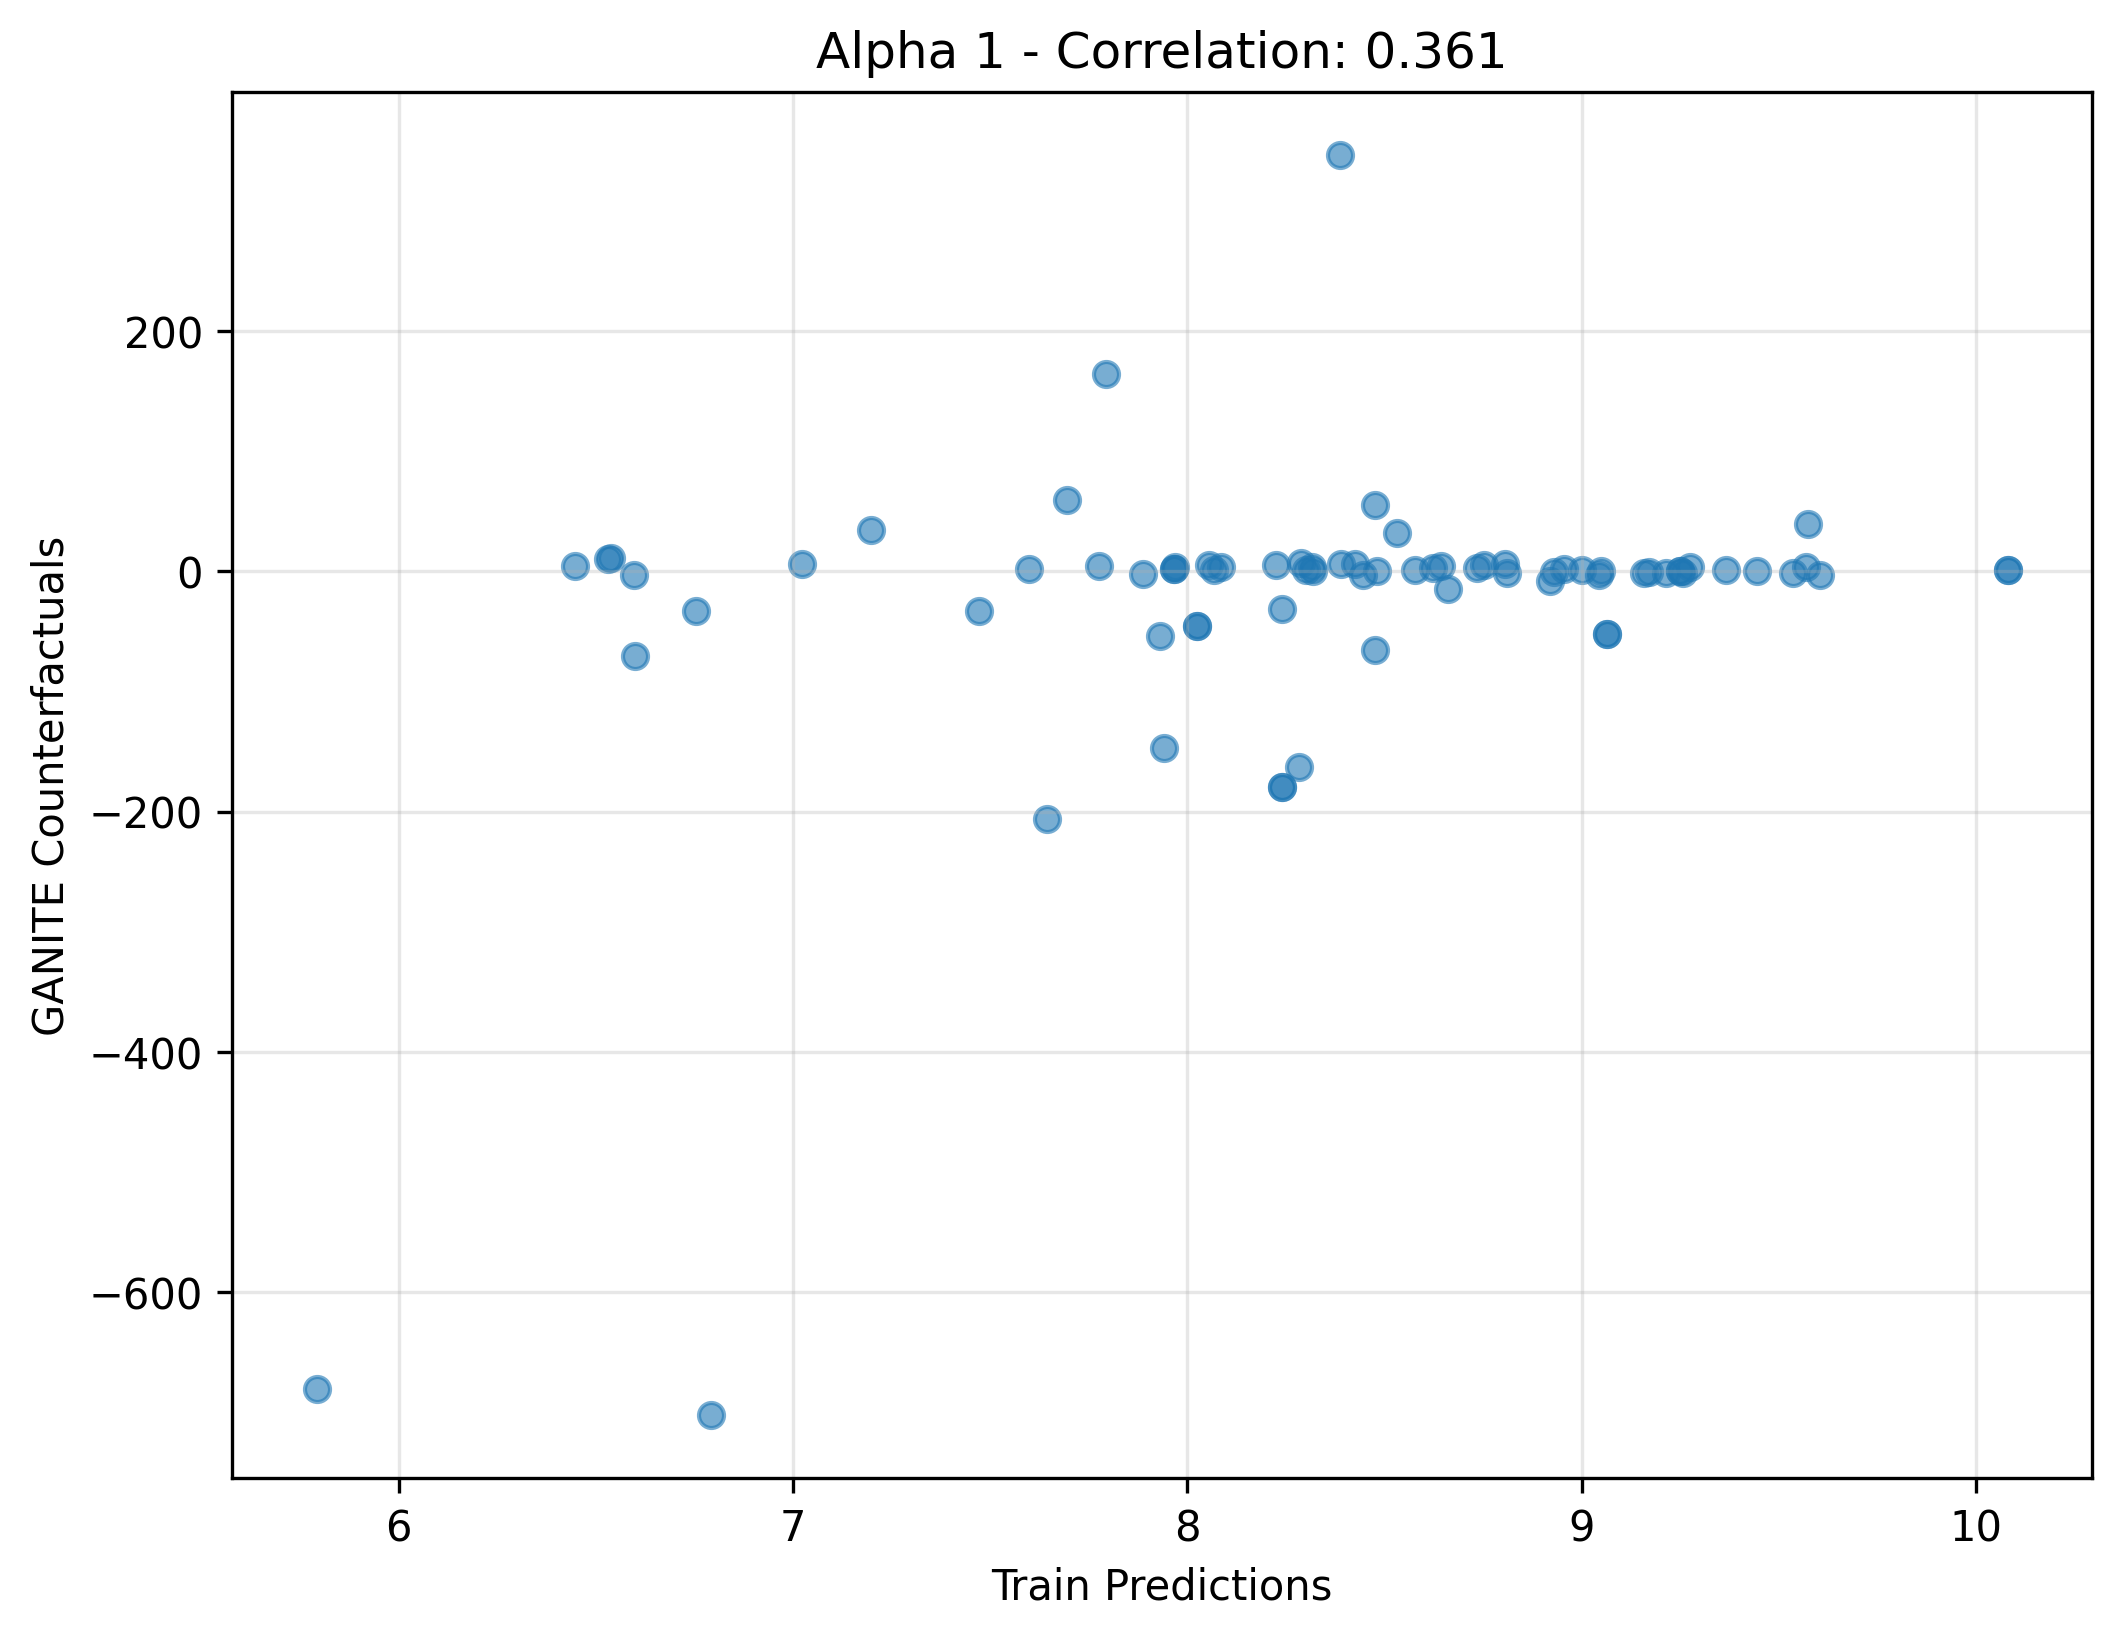 Alpha 1 - Correlation: 0.361
GANITE Counterfactuals
200
0
−200
−400
−600
6 7 8 9 10
Train Predictions